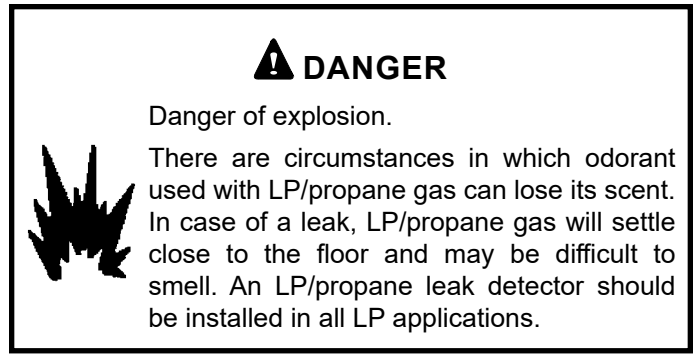 DANGER
Danger of explosion.
There are circumstances in which odorant
used with LP/propane gas can lose its scent.
In case of a leak, LP/propane gas will settle
close to the floor and may be difficult to
smell. An LP/propane leak detector should
be installed in all LP applications.